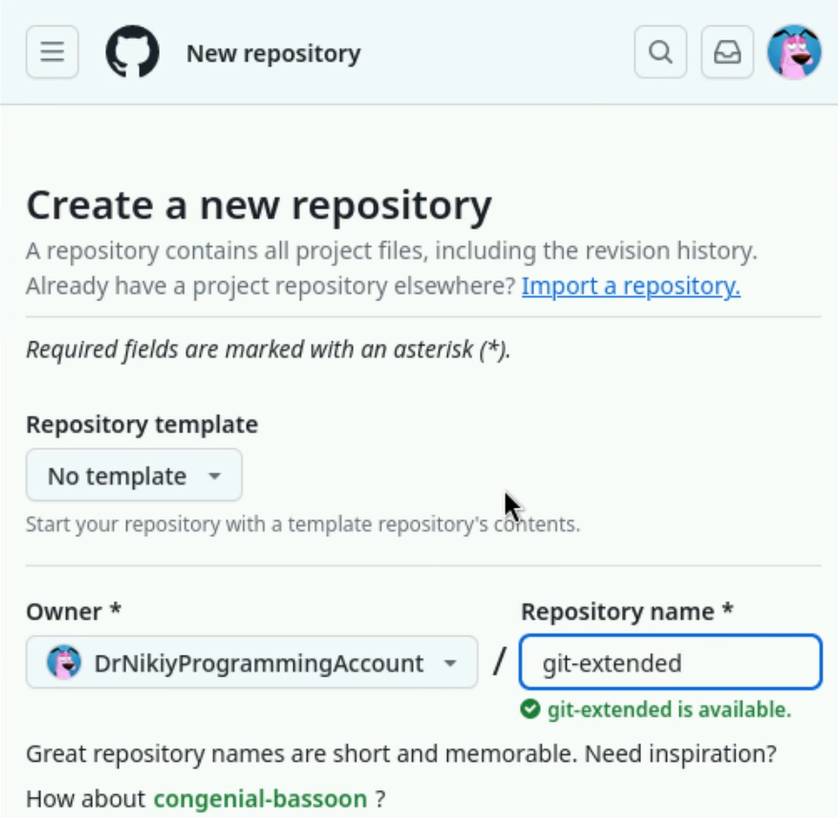 New repository
Create a new repository
A repository contains all project files, including the revision history.
Already have a project repository elsewhere? Import a repository.
Required fields are marked with an asterisk (*).
Repository template
No template
Start your repository with a template repository's contents.
Owner * Repository name *
DrNikiyProgrammingAccount / git-extended
git-extended is available.
Great repository names are short and memorable. Need inspiration?
How about congenial-bassoon ?